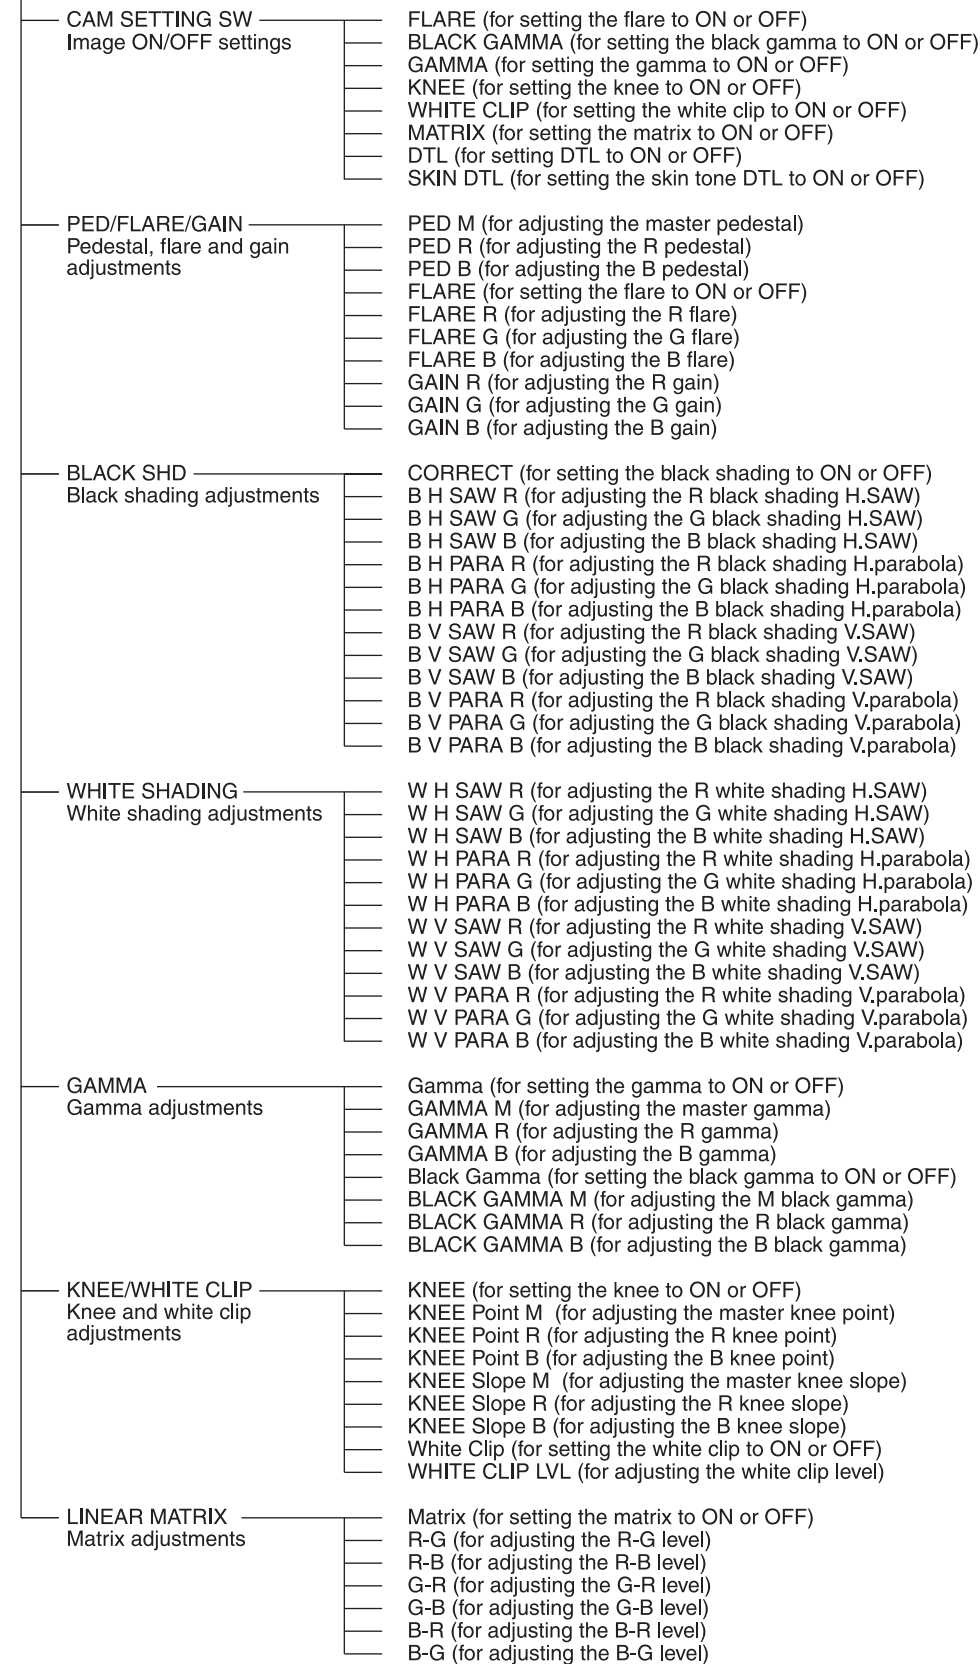 CAM SETTING SW FLARE (for setting the flare to ON or OFF)
Image ON/OFF settings BLACK GAMMA (for setting the black gamma to ON or OFF)
GAMMA (for setting the gamma to ON or OFF)
KNEE (for setting the knee to ON or OFF)
WHITE CLIP (for setting the white clip to ON or OFF)
MATRIX (for setting the matrix to ON or OFF)
DTL (for setting DTL to ON or OFF)
SKIN DTL (for setting the skin tone DTL to ON or OFF)
PED/FLARE/GAIN PED M (for adjusting the master pedestal)
Pedestal, flare and gain PED R (for adjusting the R pedestal)
adjustments PED B (for adjusting the B pedestal)
FLARE (for setting the flare to ON or OFF)
FLARE R (for adjusting the R flare)
FLARE G (for adjusting the G flare)
FLARE B (for adjusting the B flare)
GAIN R (for adjusting the R gain)
GAIN G (for adjusting the G gain)
GAIN B (for adjusting the B gain)
BLACK SHD CORRECT (for setting the black shading to ON or OFF)
Black shading adjustments B H SAW R (for adjusting the R black shading H.SAW)
B H SAW G (for adjusting the G black shading H.SAW)
B H SAW B (for adjusting the B black shading H.SAW)
B H PARA R (for adjusting the R black shading H.parabola)
B H PARA G (for adjusting the G black shading H.parabola)
B H PARA B (for adjusting the B black shading H.parabola)
B V SAW R (for adjusting the R black shading V.SAW)
B V SAW G (for adjusting the G black shading V.SAW)
B V SAW B (for adjusting the B black shading V.SAW)
B V PARA R (for adjusting the R black shading V.parabola)
B V PARA G (for adjusting the G black shading V.parabola)
B V PARA B (for adjusting the B black shading V.parabola)
WHITE SHADING W H SAW R (for adjusting the R white shading H.SAW)
White shading adjustments W H SAW G (for adjusting the G white shading H.SAW)
W H SAW B (for adjusting the B white shading H.SAW)
W H PARA R (for adjusting the R white shading H.parabola)
W H PARA G (for adjusting the G white shading H.parabola)
W H PARA B (for adjusting the B white shading H.parabola)
W V SAW R (for adjusting the R white shading V.SAW)
W V SAW G (for adjusting the G white shading V.SAW)
W V SAW B (for adjusting the B white shading V.SAW)
W V PARA R (for adjusting the R white shading V.parabola)
W V PARA G (for adjusting the G white shading V.parabola)
W V PARA B (for adjusting the B white shading V.parabola)
GAMMA Gamma (for setting the gamma to ON or OFF)
Gamma adjustments GAMMA M (for adjusting the master gamma)
GAMMA R (for adjusting the R gamma)
GAMMA B (for adjusting the B gamma)
Black Gamma (for setting the black gamma to ON or OFF)
BLACK GAMMA M (for adjusting the M black gamma)
BLACK GAMMA R (for adjusting the R black gamma)
BLACK GAMMA B (for adjusting the B black gamma)
KNEE/WHITE CLIP KNEE (for setting the knee to ON or OFF)
Knee and white clip KNEE Point M (for adjusting the master knee point)
adjustments KNEE Point R (for adjusting the R knee point)
KNEE Point B (for adjusting the B knee point)
KNEE Slope M (for adjusting the master knee slope)
KNEE Slope R (for adjusting the R knee slope)
KNEE Slope B (for adjusting the B knee slope)
White Clip (for setting the white clip to ON or OFF)
WHITE CLIP LVL (for adjusting the white clip level)
LINEAR MATRIX Matrix (for setting the matrix to ON or OFF)
Matrix adjustments R-G (for adjusting the R-G level)
R-B (for adjusting the R-B level)
G-R (for adjusting the G-R level)
G-B (for adjusting the G-B level)
B-R (for adjusting the B-R level)
B-G (for adjusting the B-G level)